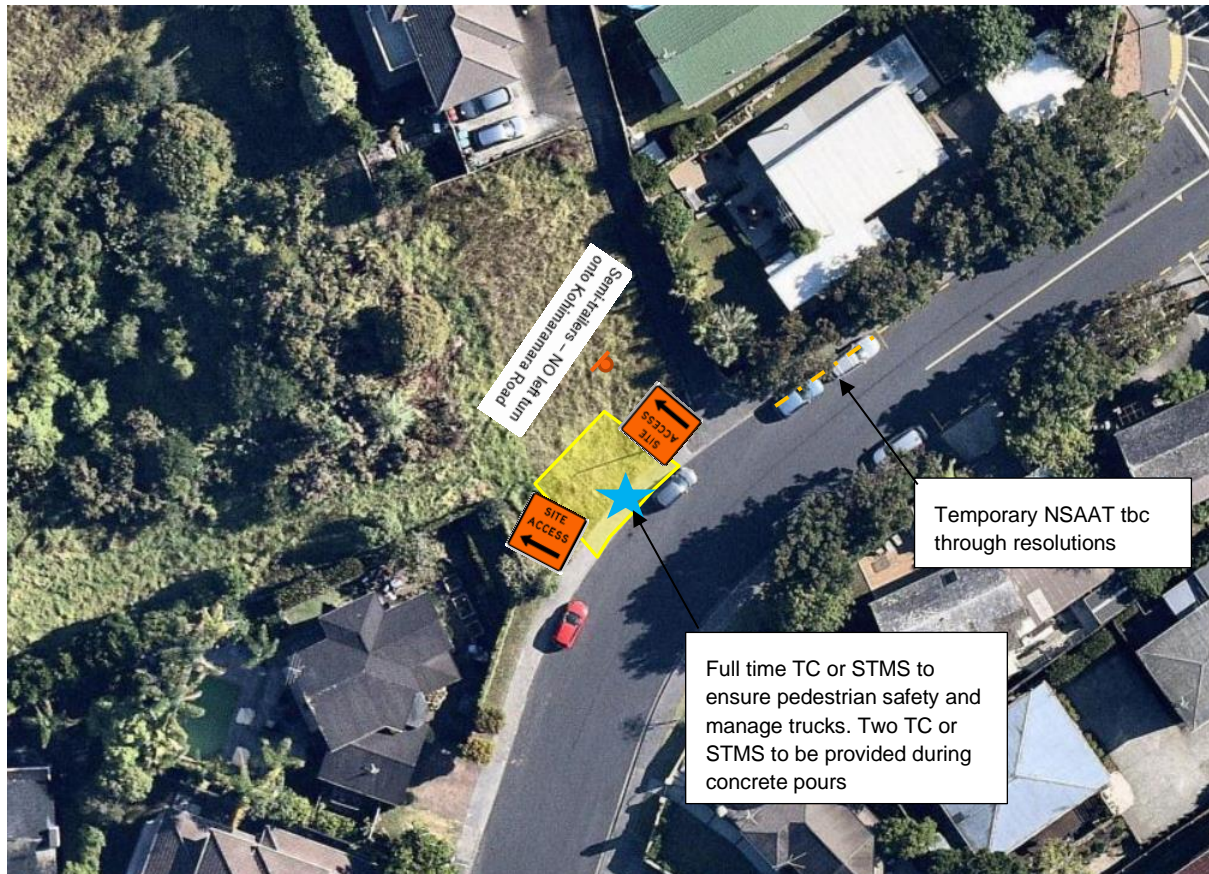 Semi-trailers – NO left turn
onto Kohimaramara Road
SITE
ACCESS
SITE
ACCESS
Temporary NSAAT tbc
through resolutions
Full time TC or STMS to
ensure pedestrian safety and
manage trucks. Two TC or
STMS to be provided during
concrete pours